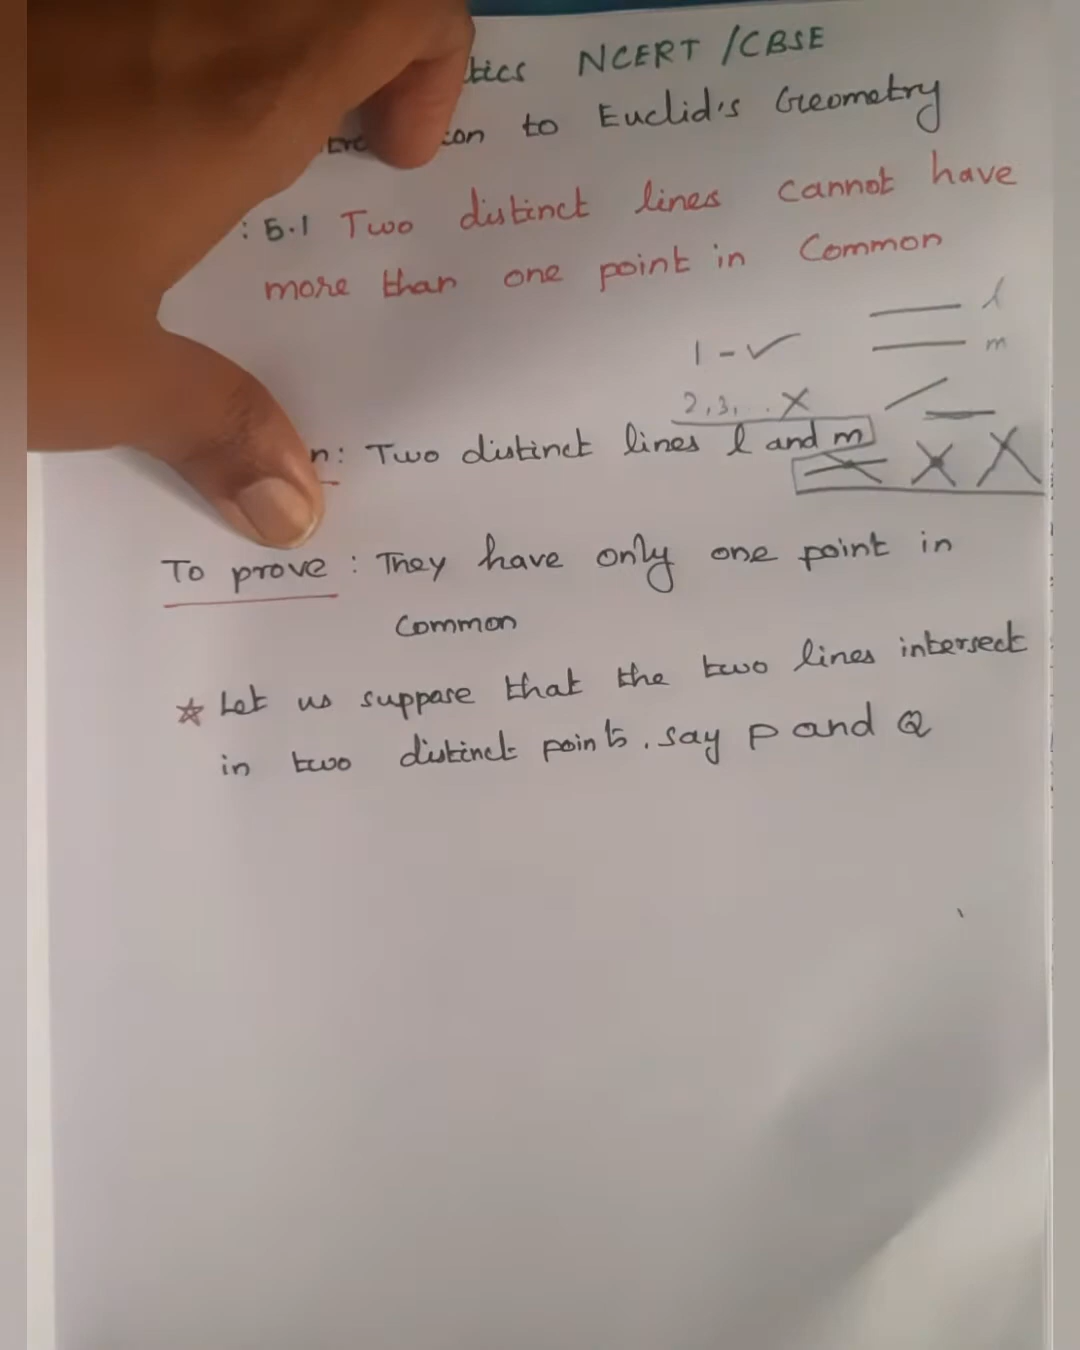 NCERT / CBSE
to Euclid's Geometry
: 5.1 Two distinct lines cannot have
more than one point in Common
l
1 - ✓
m
2, 3, .. X
n: Two distinct lines l and m
To prove : They have only one point in
Common
☆ Let us suppose that the two lines intersect
in two distinct points, say P and Q